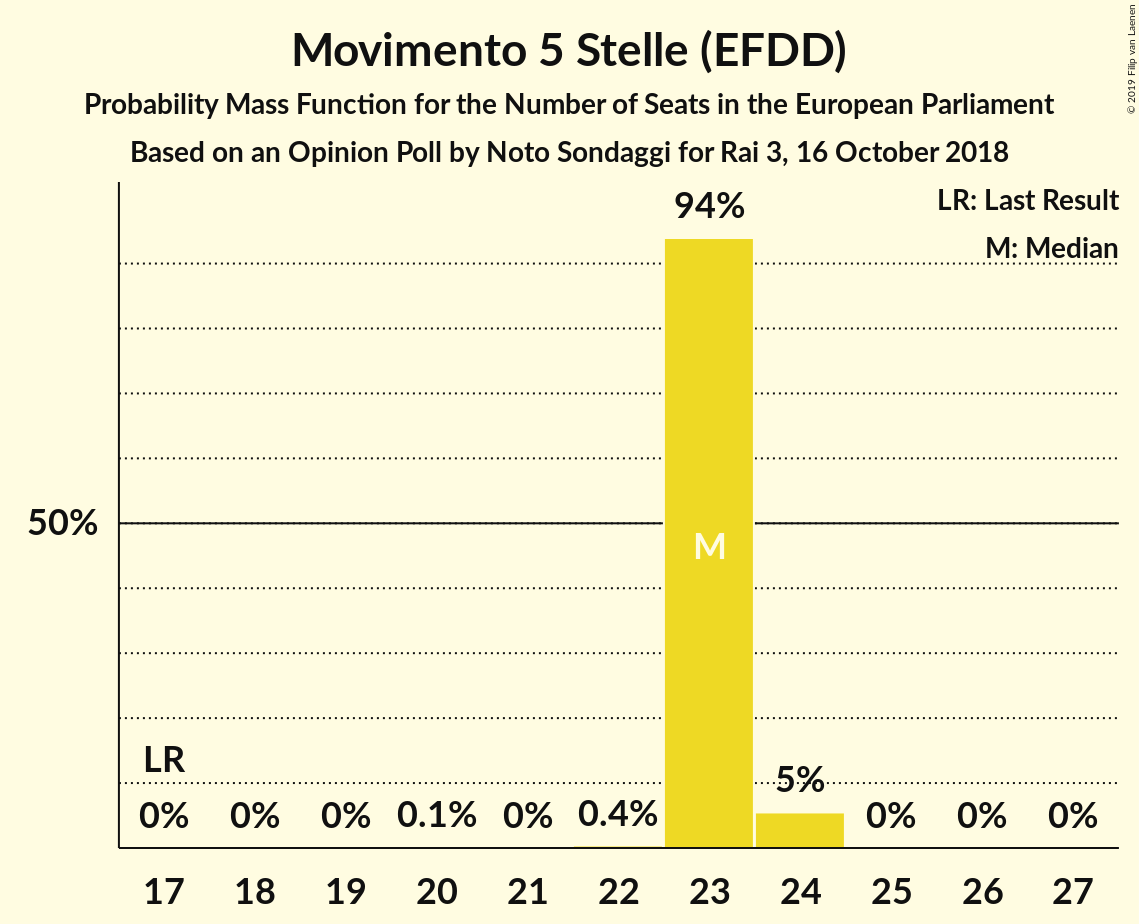 Movimento 5 Stelle (EFDD)
Probability Mass Function for the Number of Seats in the European Parliament
Based on an Opinion Poll by Noto Sondaggi for Rai 3, 16 October 2018
© 2019 Filip van Laenen
LR: Last Result
M: Median
94%
50%
M
LR
5%
0% 0% 0% 0.1% 0% 0.4% 0% 0% 0%
17 18 19 20 21 22 23 24 25 26 27